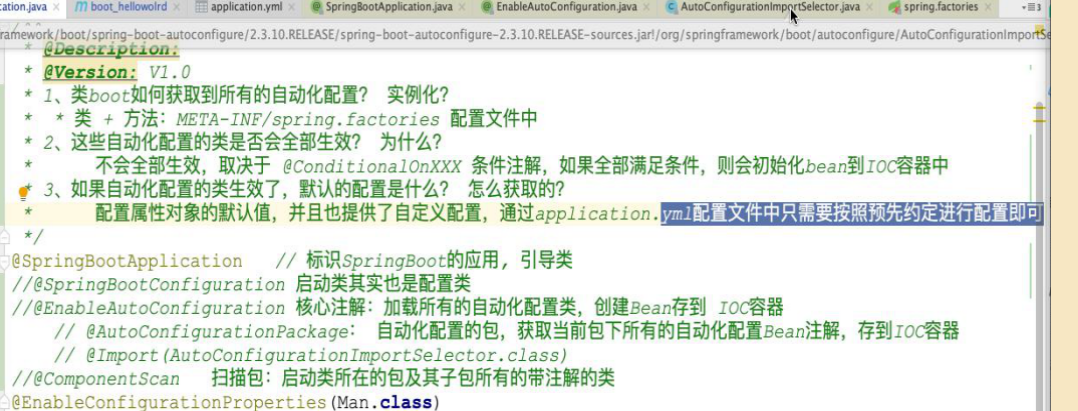 cation.java boot_hellowolrd application.yml SpringBootApplication.java EnableAutoConfiguration.java AutoConfigurationImportSelector.java spring.factories
ramework/boot/spring-boot-autoconfigure/2.3.10.RELEASE/spring-boot-autoconfigure-2.3.10.RELEASE-sources.jar!/org/springframework/boot/autoconfigure/AutoConfigurationImportSe
* @Description:
* @Version: V1.0
* 1、类boot如何获取到所有的自动化配置? 实例化?
* * 类 + 方法: META-INF/spring.factories 配置文件中
* 2、这些自动化配置的类是否会全部生效? 为什么?
* 不会全部生效, 取决于 @ConditionalOnXXX 条件注解, 如果全部满足条件, 则会初始化bean到IOC容器中
* 3、如果自动化配置的类生效了, 默认的配置是什么? 怎么获取的?
* 配置属性对象的默认值, 并且也提供了自定义配置, 通过application.yml配置文件中只需要按照预先约定进行配置即可
*/
@SpringBootApplication // 标识SpringBoot的应用, 引导类
//@SpringBootConfiguration 启动类其实也是配置类
//@EnableAutoConfiguration 核心注解: 加载所有的自动化配置类, 创建Bean存到 IOC容器
// @AutoConfigurationPackage: 自动化配置的包, 获取当前包下所有的自动化配置Bean注解, 存到IOC容器
// @Import(AutoConfigurationImportSelector.class)
//@ComponentScan 扫描包: 启动类所在的包及其子包所有的带注解的类
@EnableConfigurationProperties(Man.class)